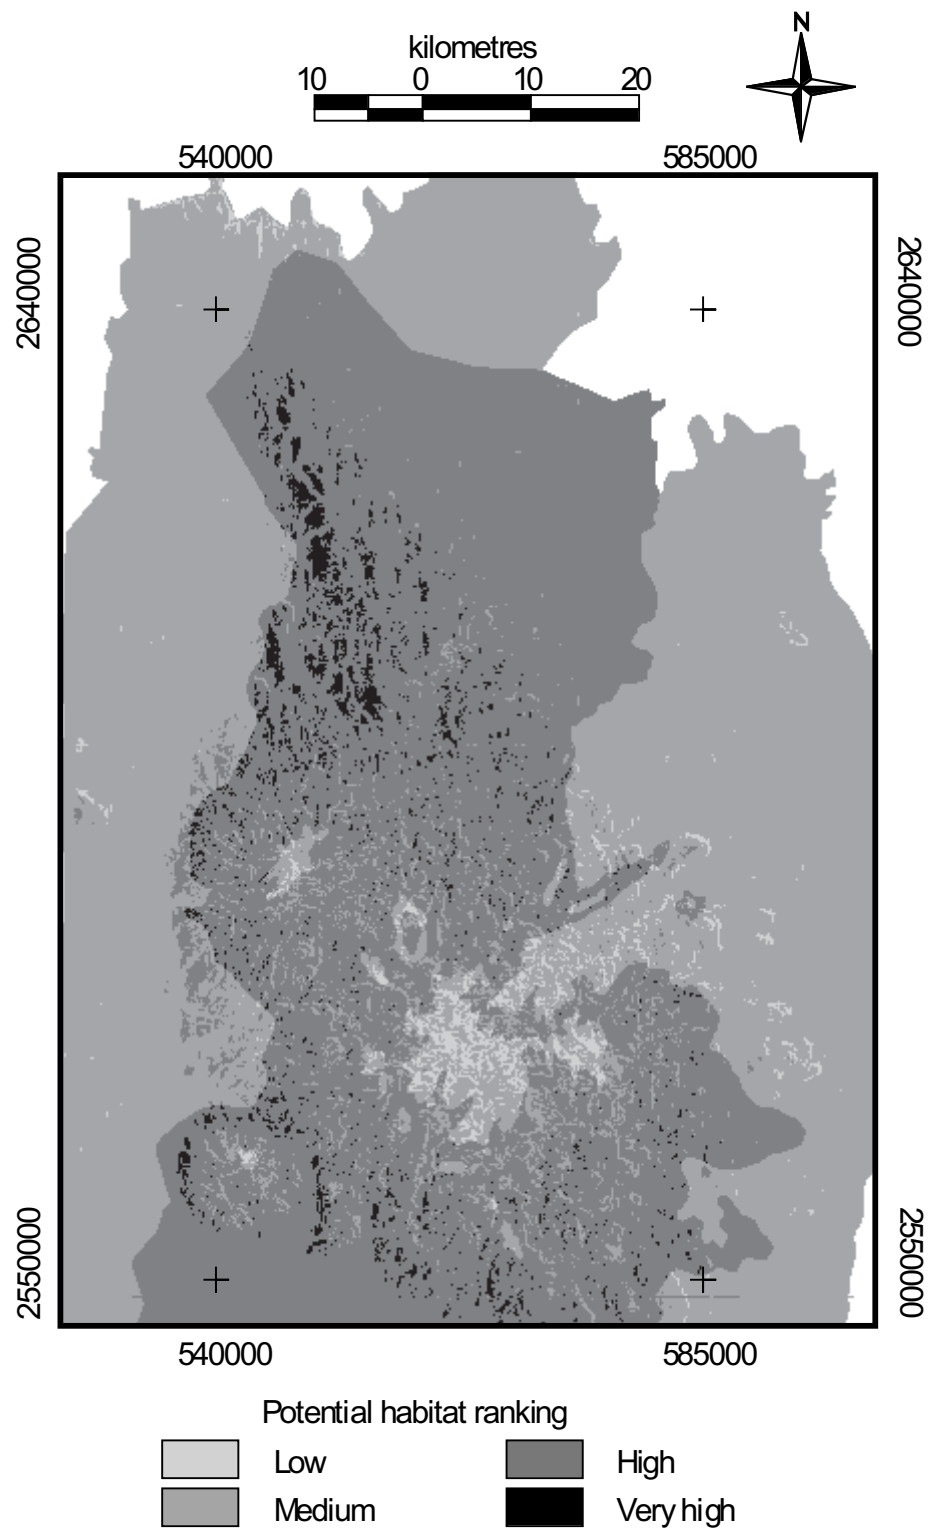 N
kilometres
10 0 10 20
540000 585000
2640000 2640000
2550000 2550000
540000 585000
Potential habitat ranking
Low High
Medium Very high